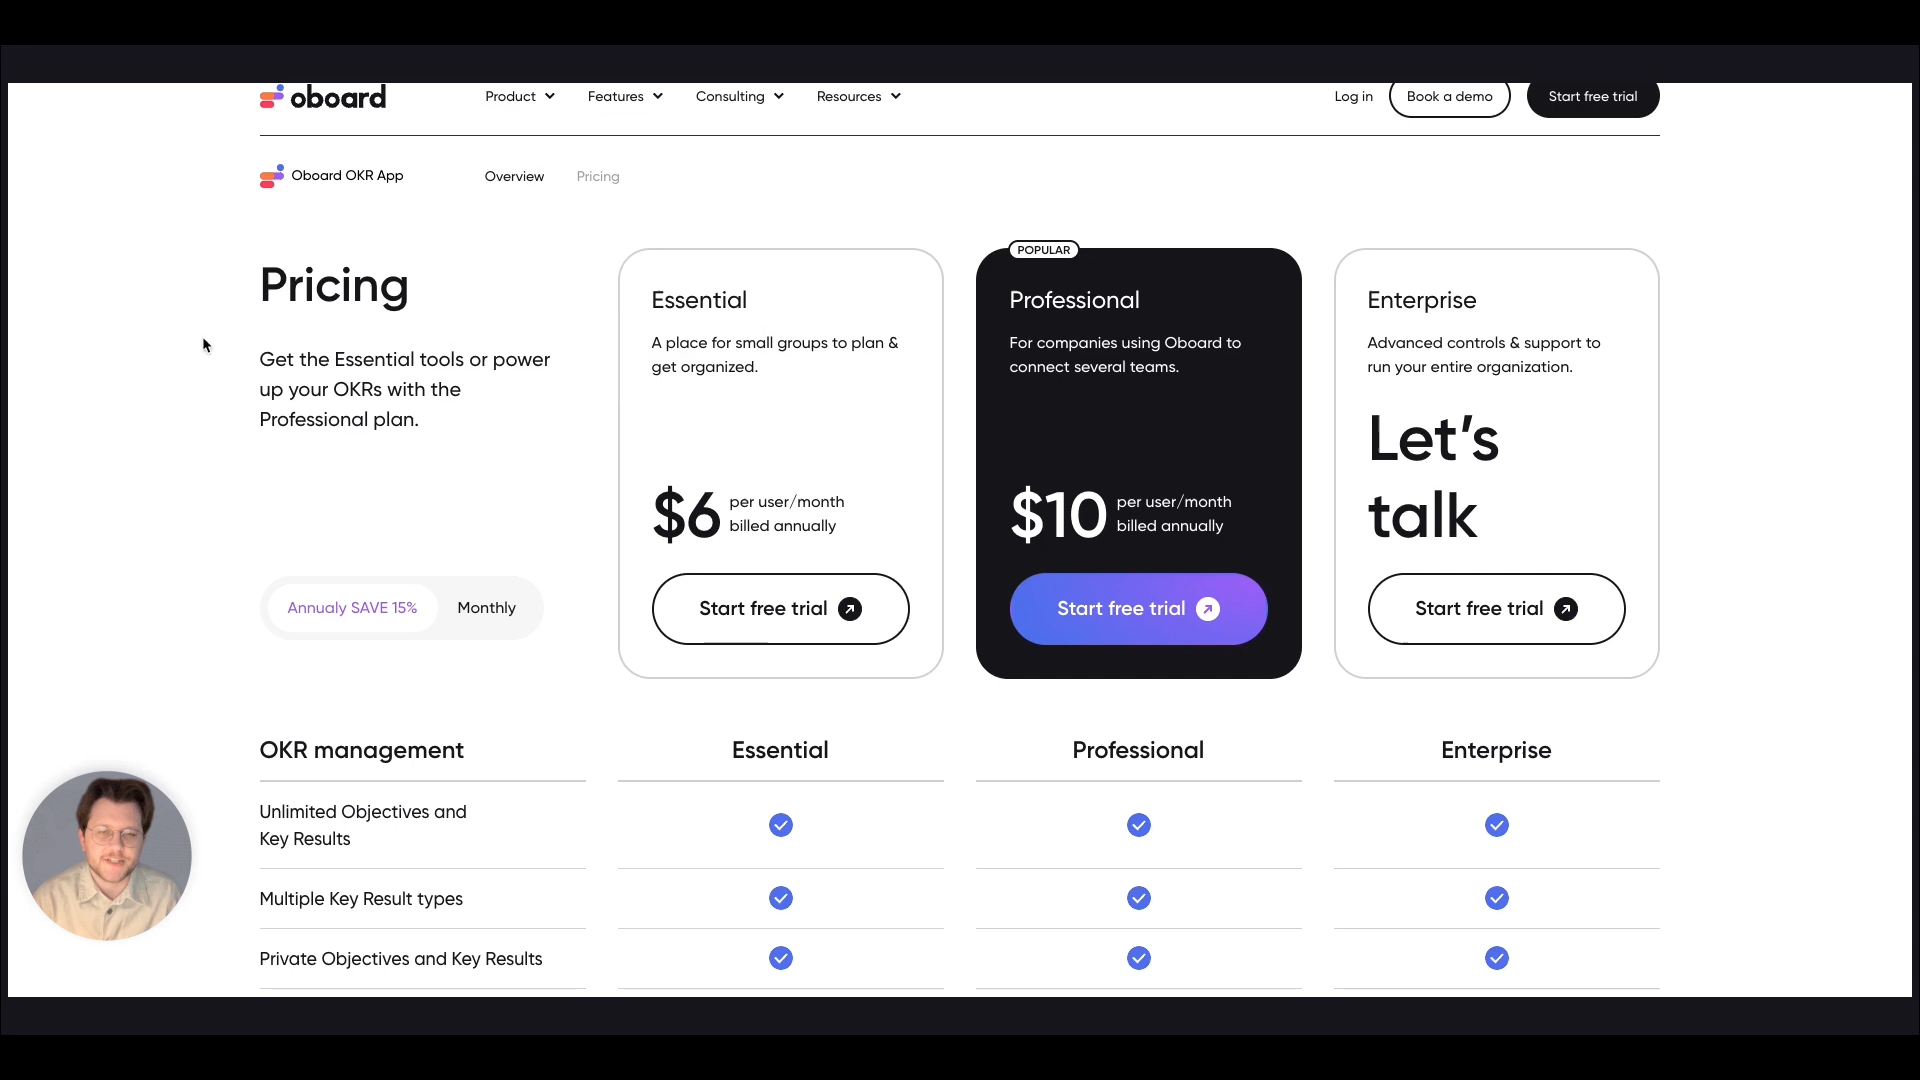 oboard
Product
Features
Consulting
Resources
Log in
Book a demo
Start free trial
Oboard OKR App
Overview
Pricing
Pricing
Get the Essential tools or power
up your OKRs with the
Professional plan.
Annualy SAVE 15%
Monthly
Essential
A place for small groups to plan &
get organized.
$6
per user/month
billed annually
Start free trial
POPULAR
Professional
For companies using Oboard to
connect several teams.
$10
per user/month
billed annually
Start free trial
Enterprise
Advanced controls & support to
run your entire organization.
Let's
talk
Start free trial
OKR management
Essential
Professional
Enterprise
Unlimited Objectives and
Key Results
Multiple Key Result types
Private Objectives and Key Results